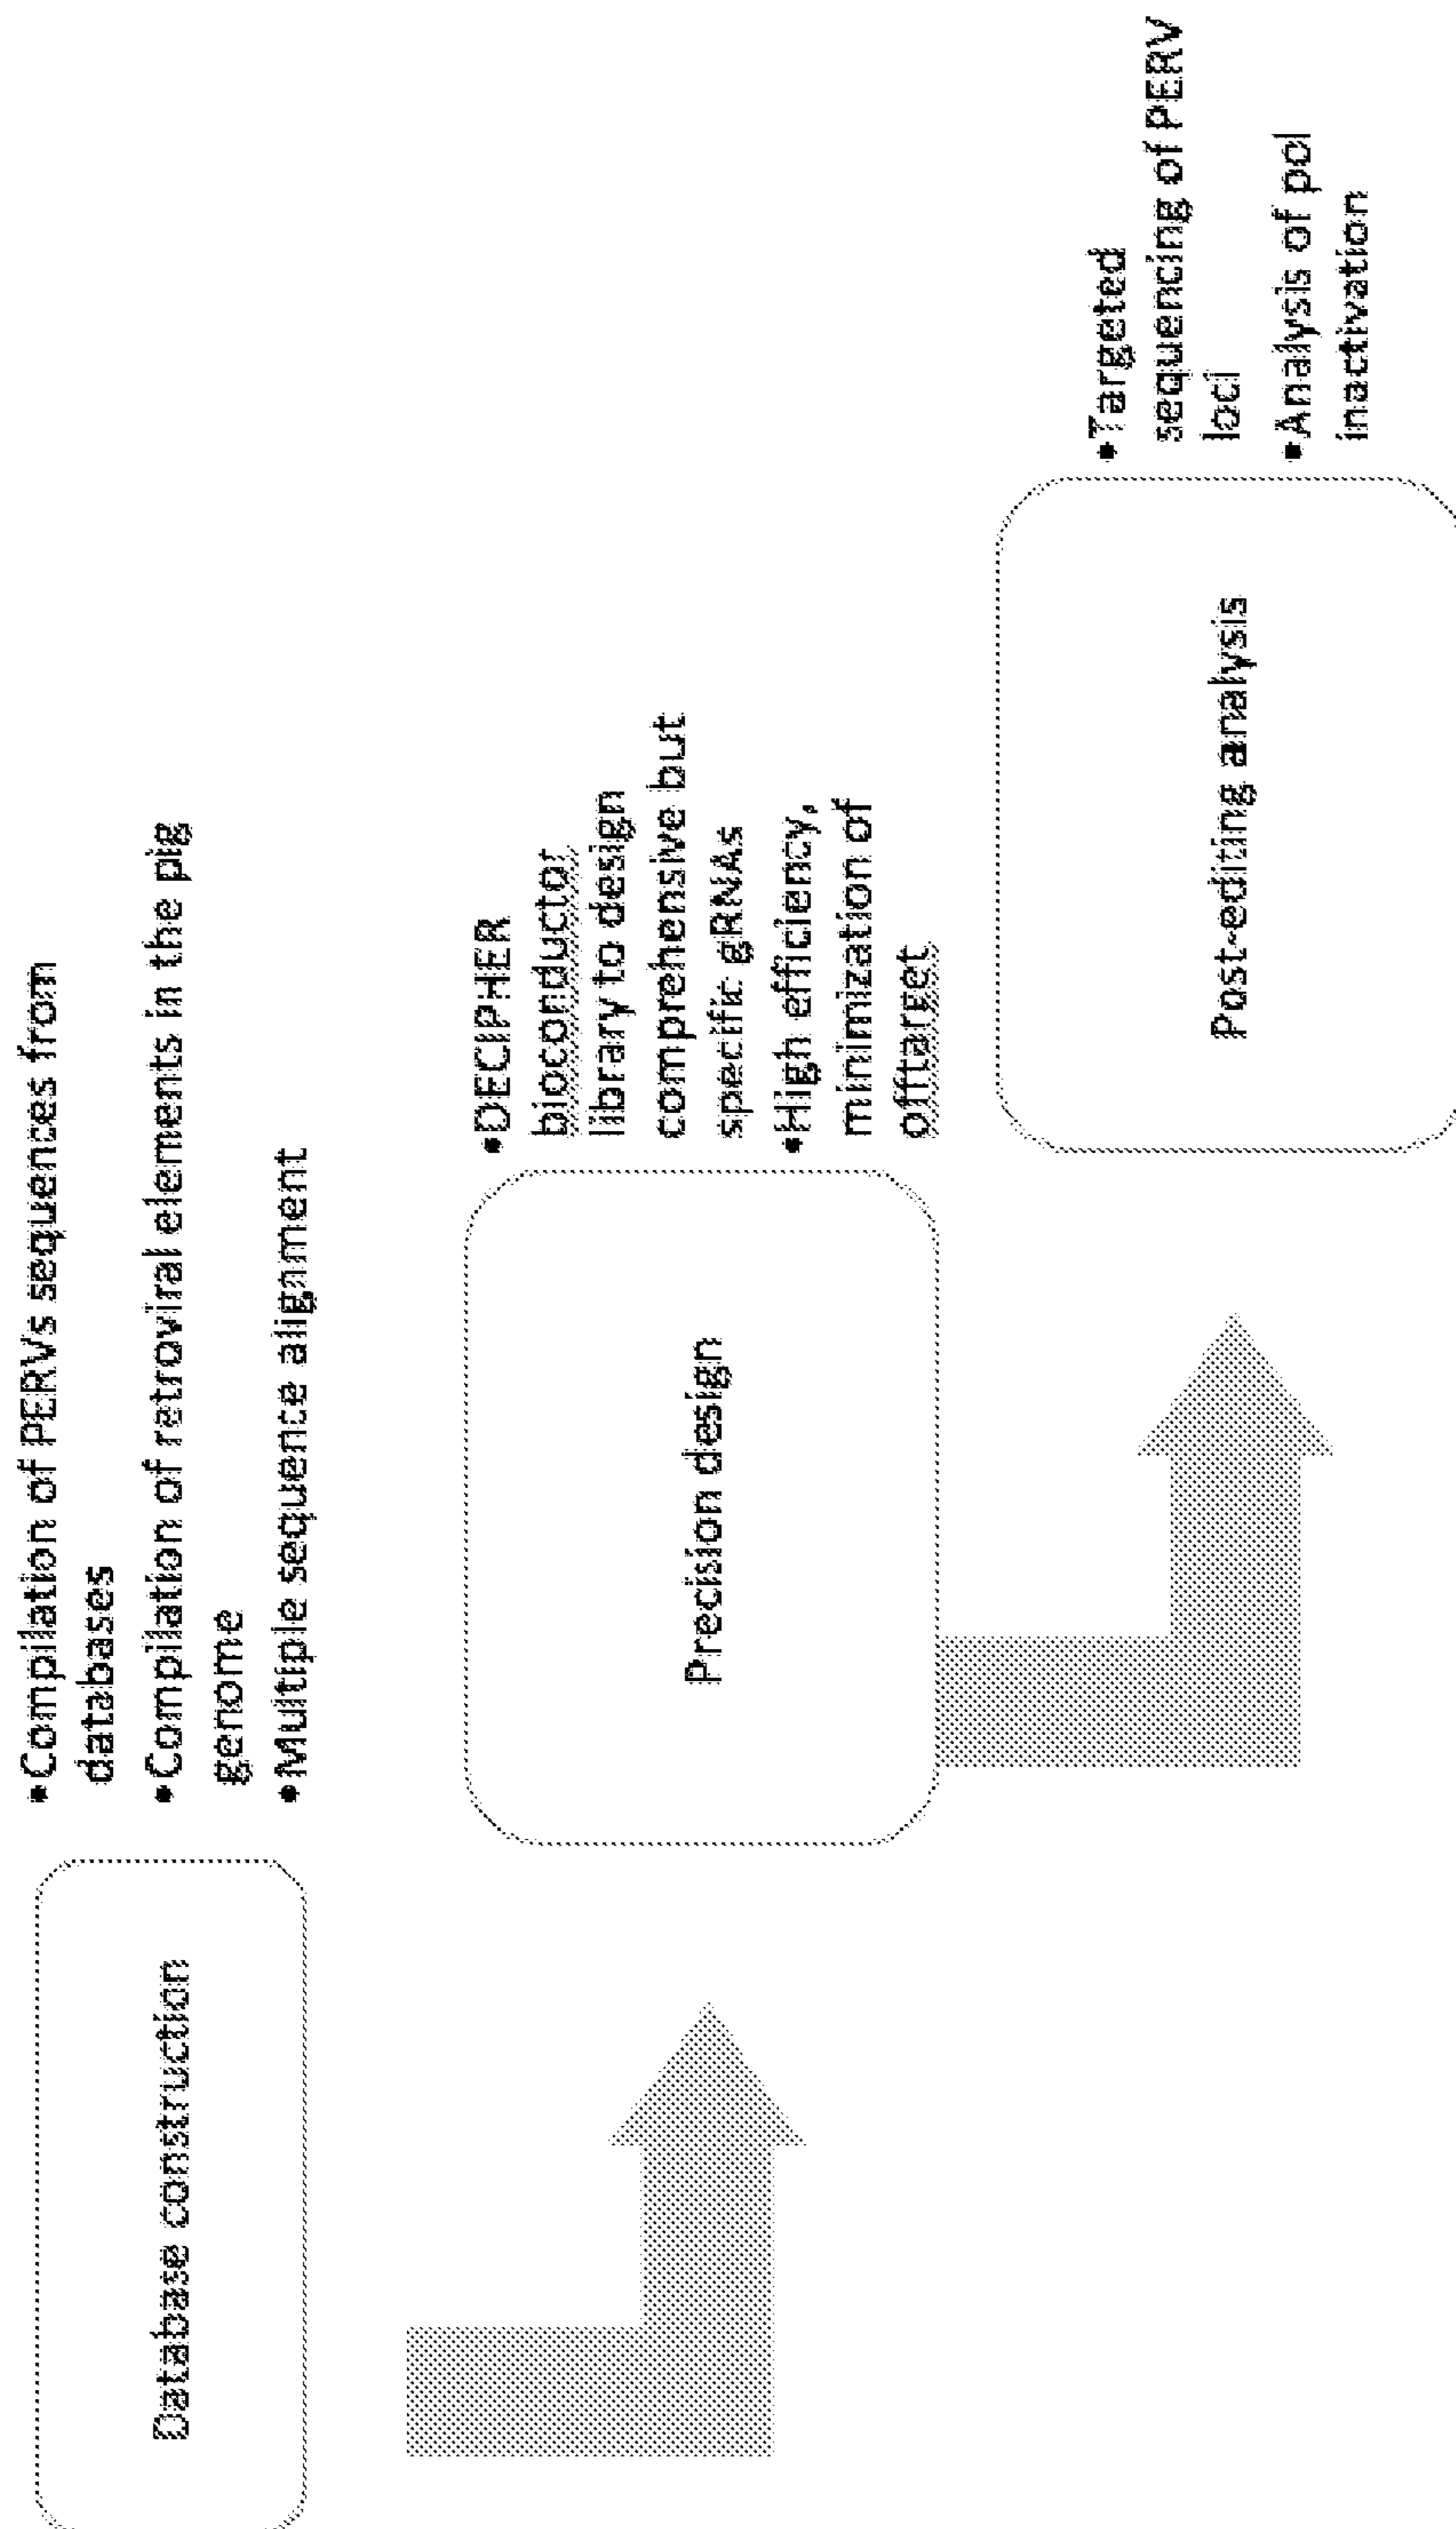 Database construction
•Compilation of PERVs sequences from
databases
•Compilation of retroviral elements in the pig
genome
•Multiple sequence alignment
Precision design
•DECIPHER
bioconductor
library to design
comprehensive but
specific gRNAs
•High efficiency,
minimization of
offtarget
Post-editing analysis
•Targeted
sequencing of PERV
loci
•Analysis of pol
inactivation